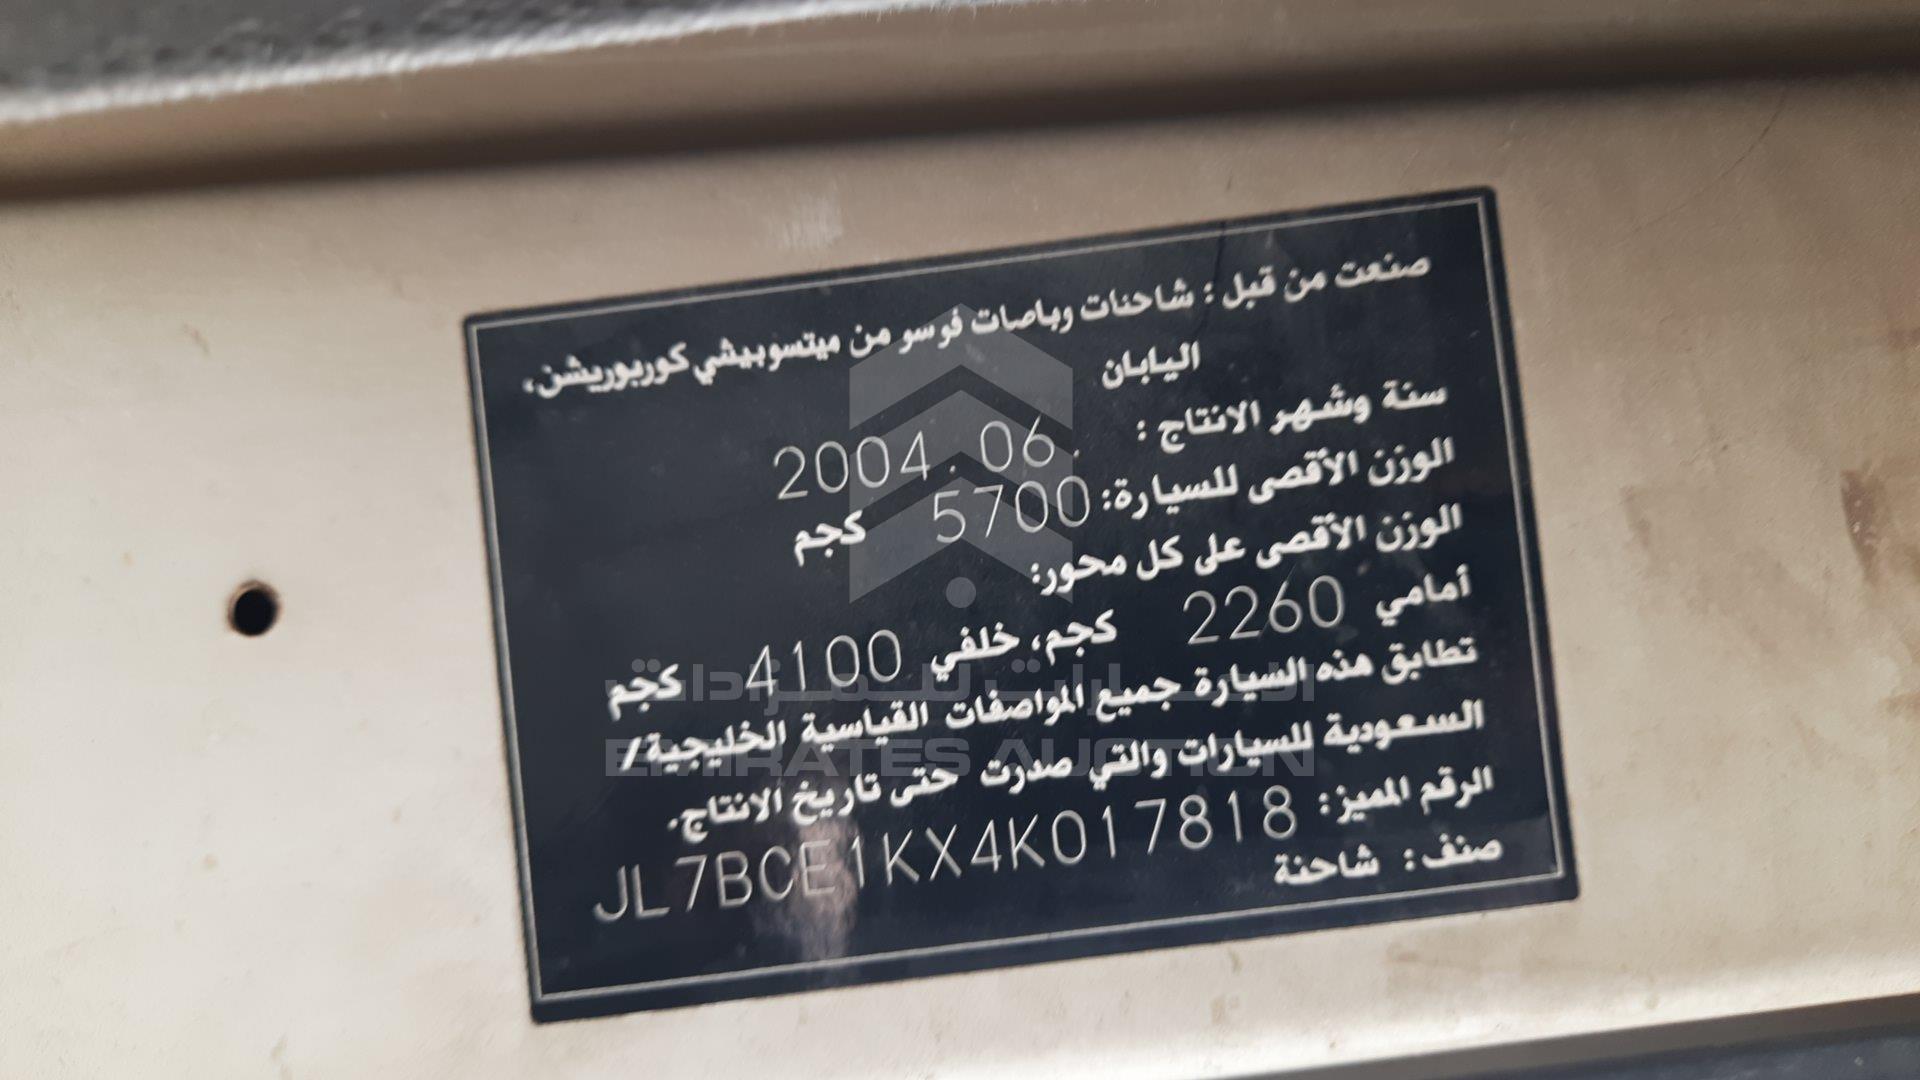 صنعت من قبل : شاحنات وباصات فوسو من ميتسوبيشي كوربوريشن،
اليابان
سنة وشهر الانتاج : 2004. 06.
الوزن الأقصى للسيارة: 5700 كجم
الوزن الأقصى على كل محور:
أمامي 2260 كجم، خلفي 4100 كجم
تطابق هذه السيارة جميع المواصفات القياسية الخليجية/
السعودية للسيارات والتي صدرت حتى تاريخ الانتاج.
الرقم المميز: JL7BCE1KX4K017818
صنف : شاحنة
الإمارات للمزادات
EMIRATES AUCTION